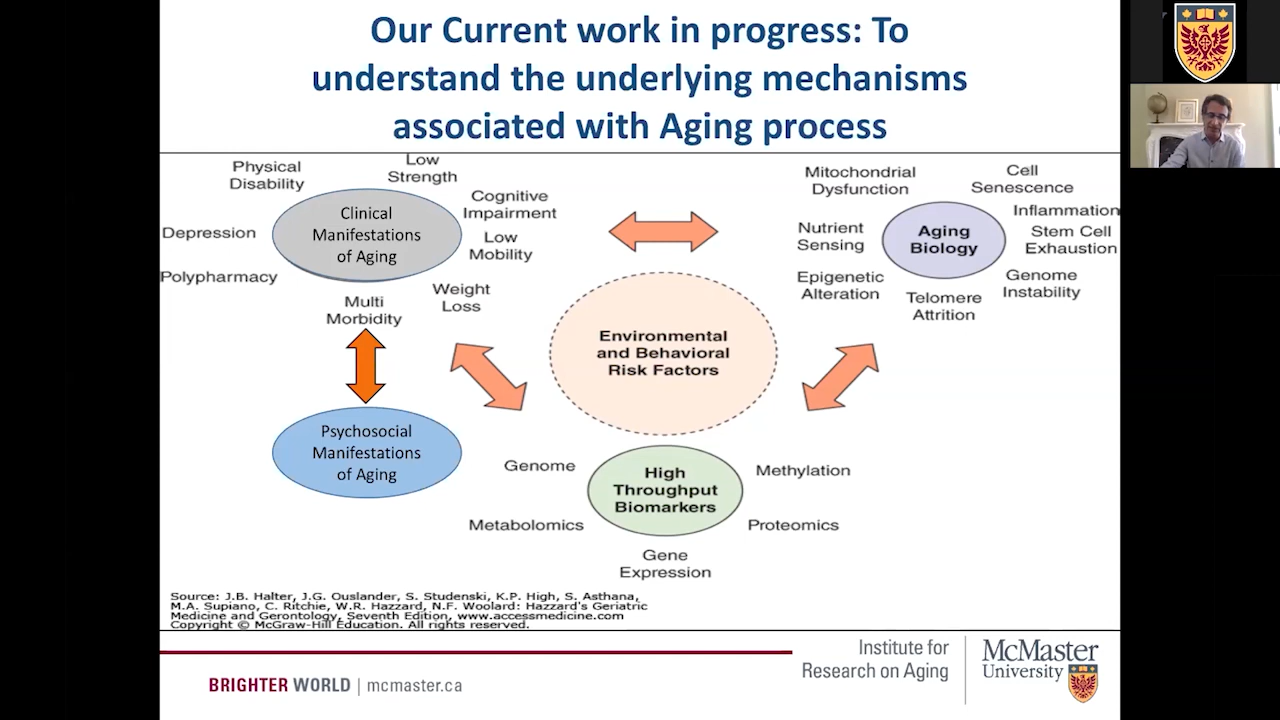 Our Current work in progress: To
understand the underlying mechanisms
associated with Aging process
Physical
Disability
Low
Strength
Cognitive
Impairment
Depression
Clinical
Manifestations
of Aging
Low
Mobility
Polypharmacy
Weight
Loss
Multi
Morbidity
Psychosocial
Manifestations
of Aging
Mitochondrial
Dysfunction
Cell
Senescence
Inflammation
Nutrient
Sensing
Aging
Biology
Stem Cell
Exhaustion
Epigenetic
Alteration
Telomere
Attrition
Genome
Instability
Environmental
and Behavioral
Risk Factors
Genome
High
Throughput
Biomarkers
Methylation
Metabolomics
Proteomics
Gene
Expression
Source: J.B. Halter, J.G. Ouslander, S. Studenski, K.P. High, S. Asthana,
M.A. Supiano, C. Ritchie, W.R. Hazzard, N.F. Woolard: Hazzard's Geriatric
Medicine and Gerontology, Seventh Edition, www.accessmedicine.com
Copyright © McGraw-Hill Education. All rights reserved.
BRIGHTER WORLD | mcmaster.ca
Institute for
Research on Aging
McMaster
University